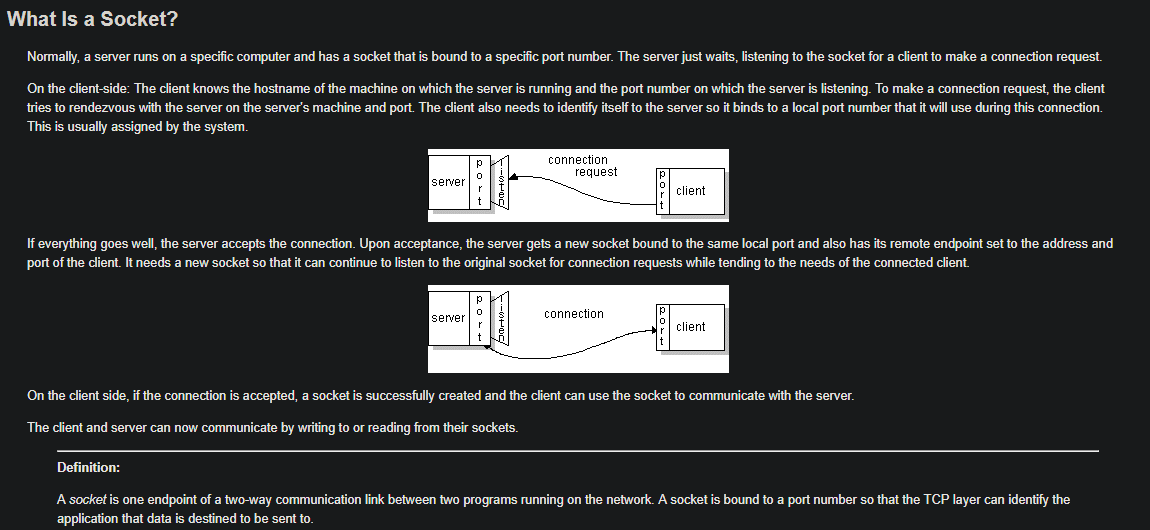 What Is a Socket?
Normally, a server runs on a specific computer and has a socket that is bound to a specific port number. The server just waits, listening to the socket for a client to make a connection request.
On the client-side: The client knows the hostname of the machine on which the server is running and the port number on which the server is listening. To make a connection request, the client
tries to rendezvous with the server on the server's machine and port. The client also needs to identify itself to the server so it binds to a local port number that it will use during this connection.
This is usually assigned by the system.
server
port
listen
connection
request
port
client
If everything goes well, the server accepts the connection. Upon acceptance, the server gets a new socket bound to the same local port and also has its remote endpoint set to the address and
port of the client. It needs a new socket so that it can continue to listen to the original socket for connection requests while tending to the needs of the connected client.
server
port
listen
connection
port
client
On the client side, if the connection is accepted, a socket is successfully created and the client can use the socket to communicate with the server.
The client and server can now communicate by writing to or reading from their sockets.
Definition:
A socket is one endpoint of a two-way communication link between two programs running on the network. A socket is bound to a port number so that the TCP layer can identify the
application that data is destined to be sent to.